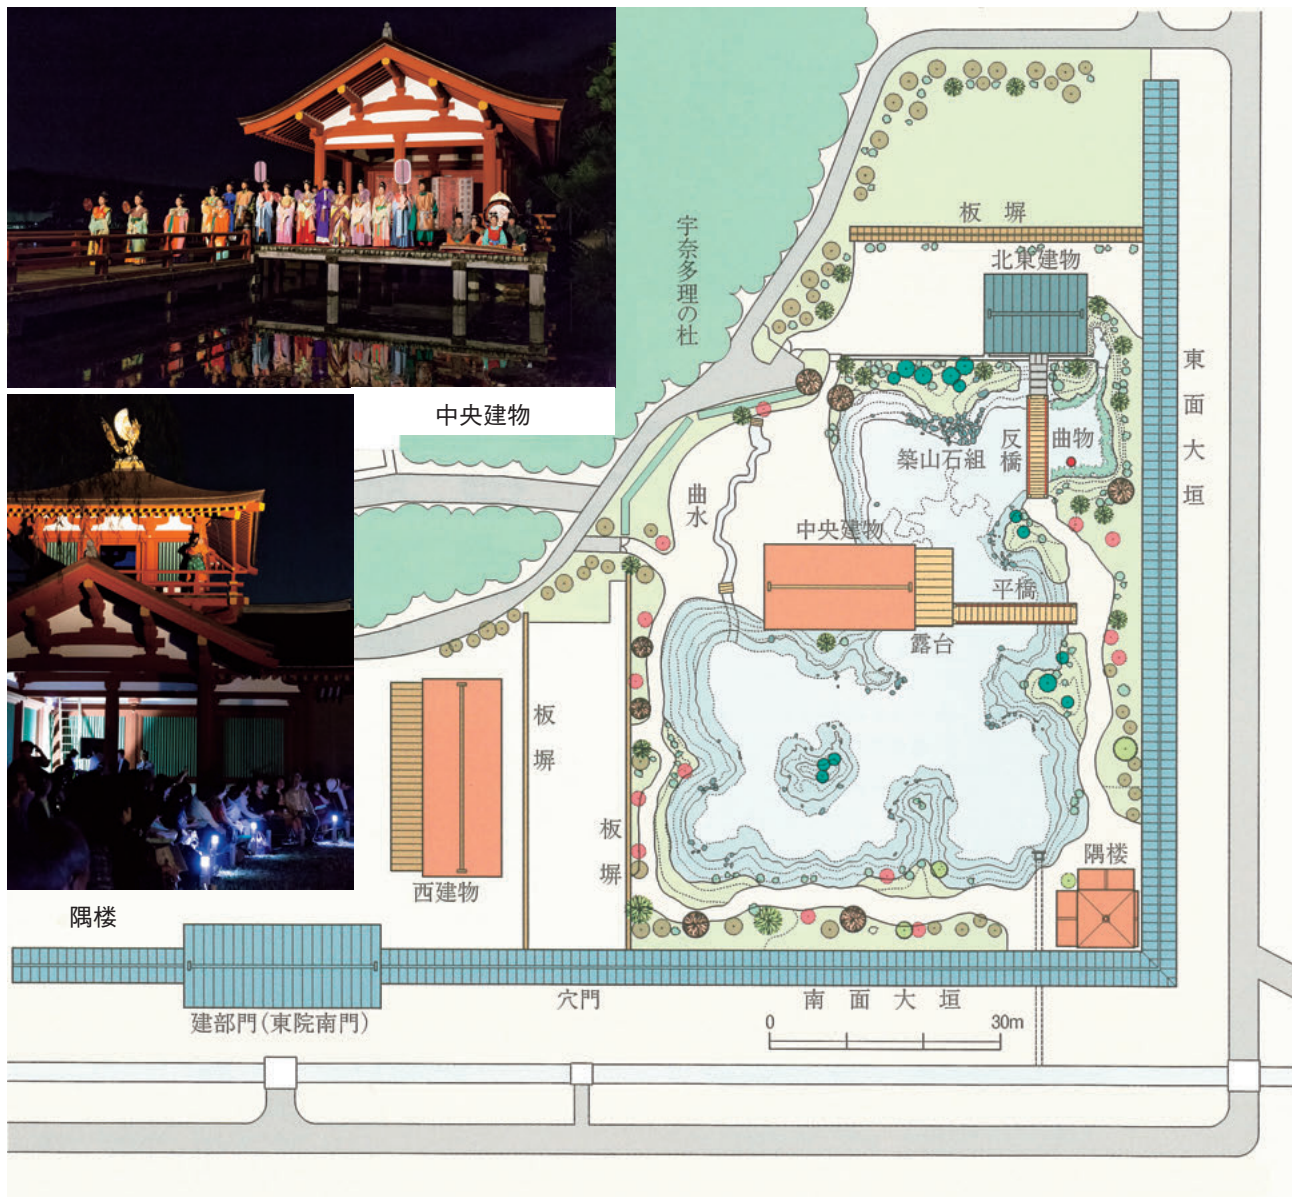 中央建物
隅楼
宇奈多理の杜
板塀
北東建物
東面大垣
築山石組
反橋
曲物
曲水
中央建物
平橋
露台
板塀
板塀
西建物
隅楼
穴門
南面大垣
建部門(東院南門)
0 30m